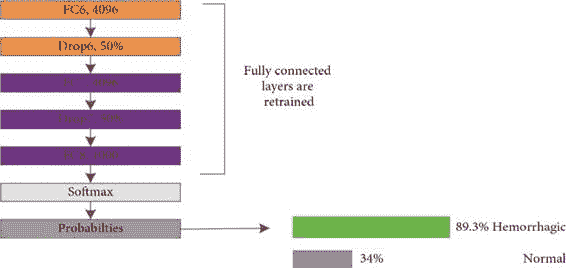 FC6, 4096
Drop6, 50%
Fully connected
layers are
retrained
Softmax
Probabilties
89.3% Hemorrhagic
34% Normal